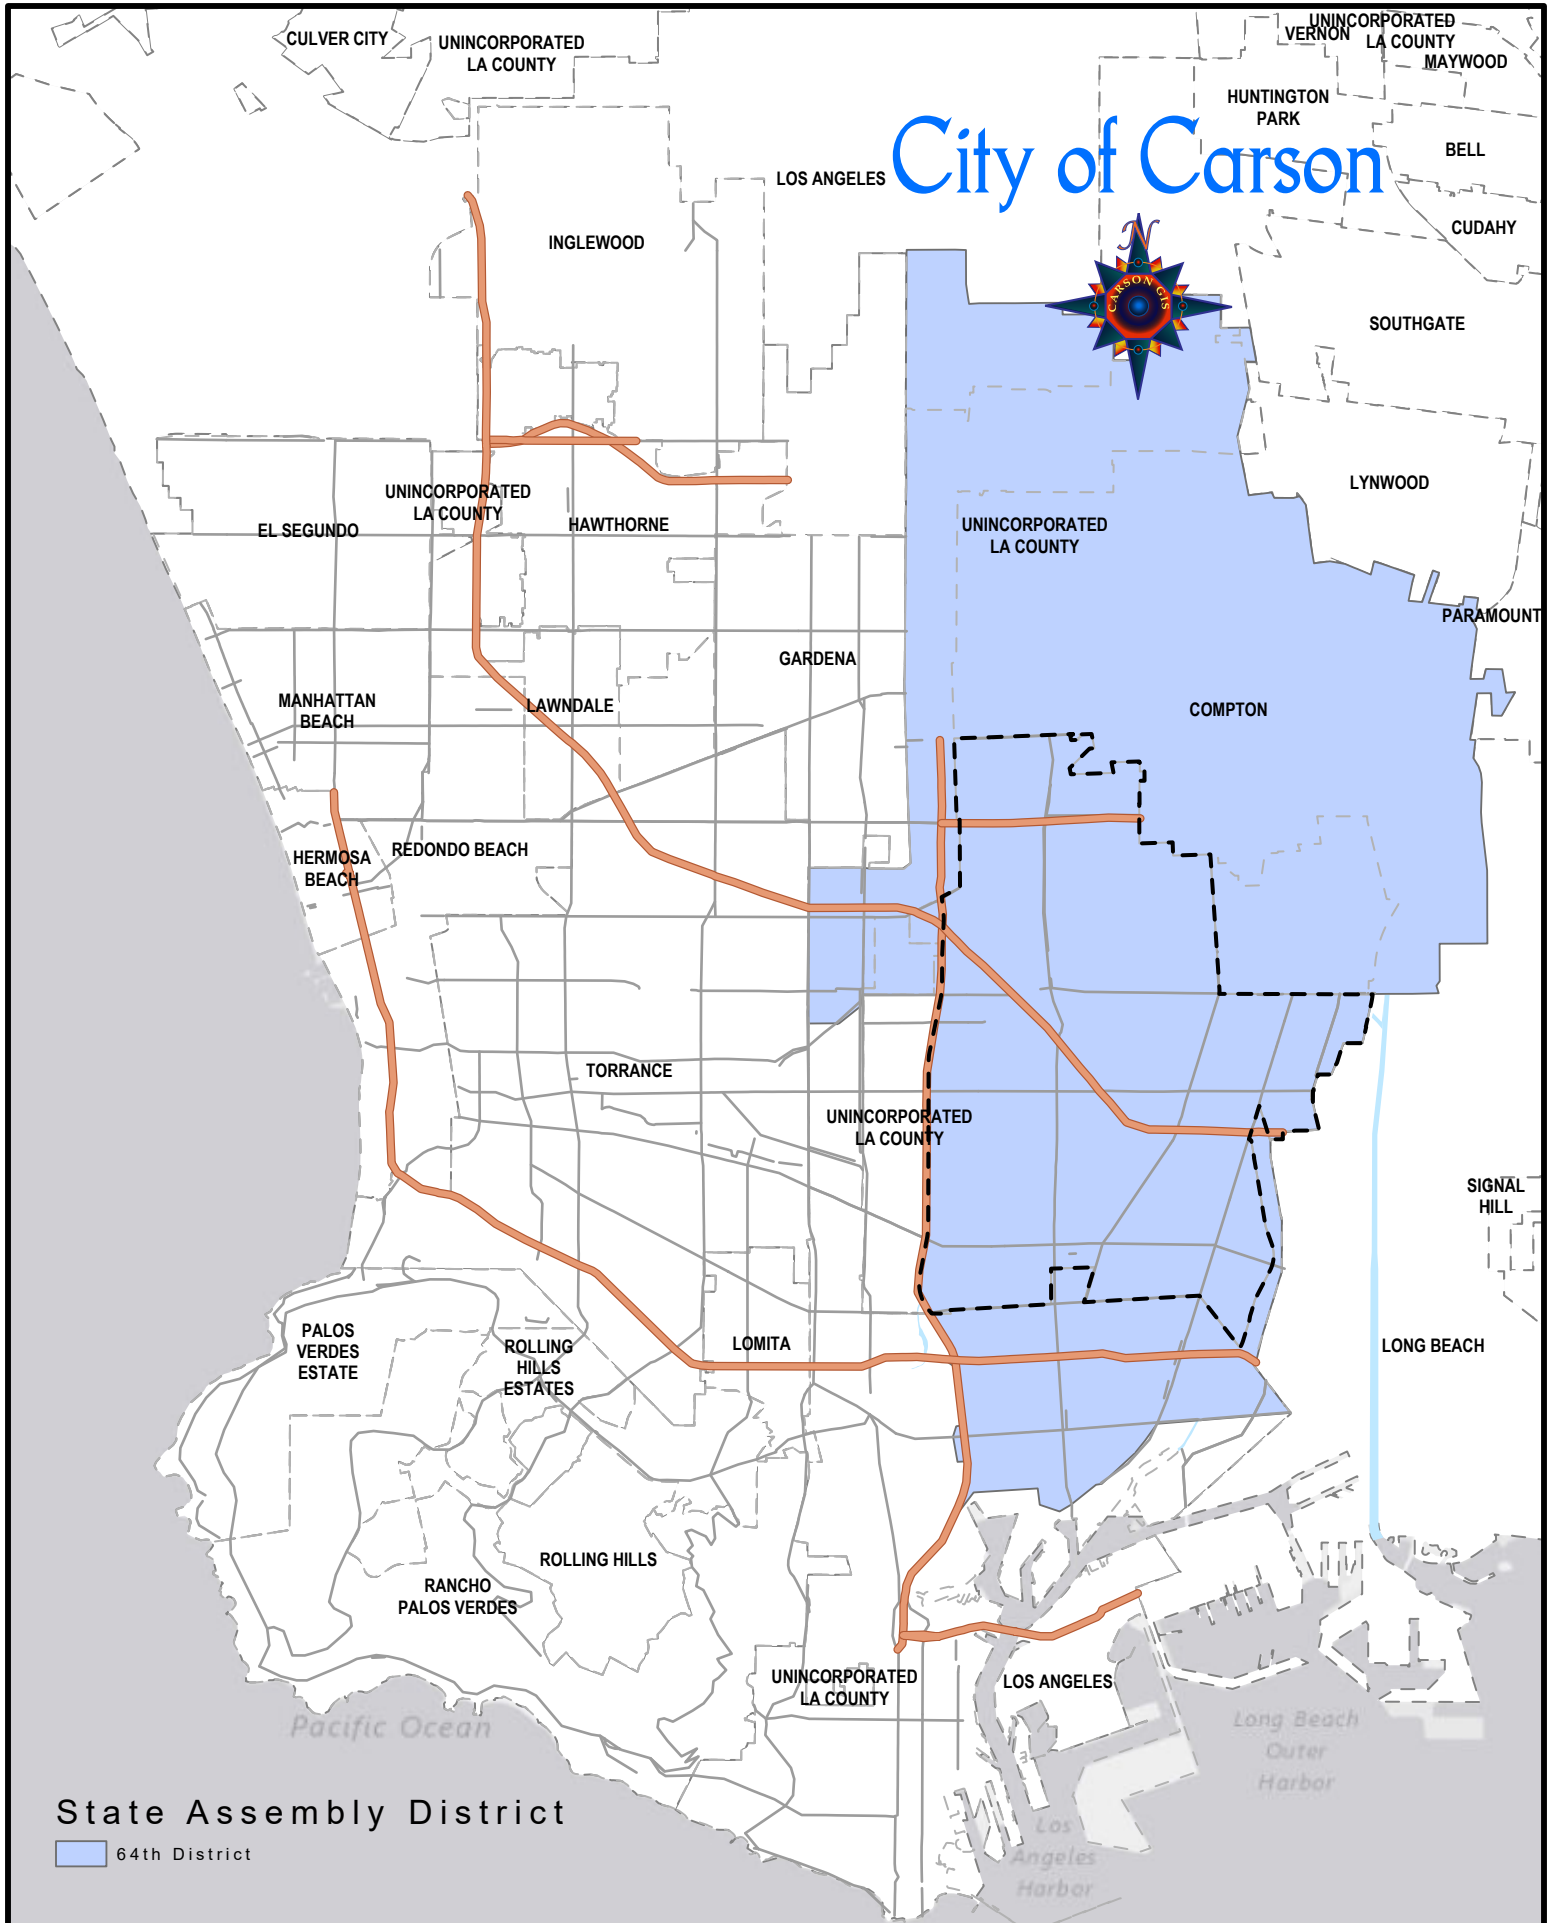 CULVER CITY
UNINCORPORATED
LA COUNTY
UNINCORPORATED
LA COUNTY
VERNON
MAYWOOD
HUNTINGTON
PARK
BELL
City of Carson
LOS ANGELES
CUDAHY
INGLEWOOD
N
CARSON GIS
SOUTHGATE
LYNWOOD
UNINCORPORATED
LA COUNTY
EL SEGUNDO
HAWTHORNE
UNINCORPORATED
LA COUNTY
PARAMOUNT
GARDENA
MANHATTAN
BEACH
LAWNDALE
COMPTON
HERMOSA
BEACH
REDONDO BEACH
TORRANCE
UNINCORPORATED
LA COUNTY
SIGNAL
HILL
PALOS
VERDES
ESTATE
ROLLING
HILLS
ESTATES
LOMITA
LONG BEACH
ROLLING HILLS
RANCHO
PALOS VERDES
UNINCORPORATED
LA COUNTY
LOS ANGELES
Pacific Ocean
Long Beach
Outer
Harbor
Los
Angeles
Harbor
State Assembly District
64th District